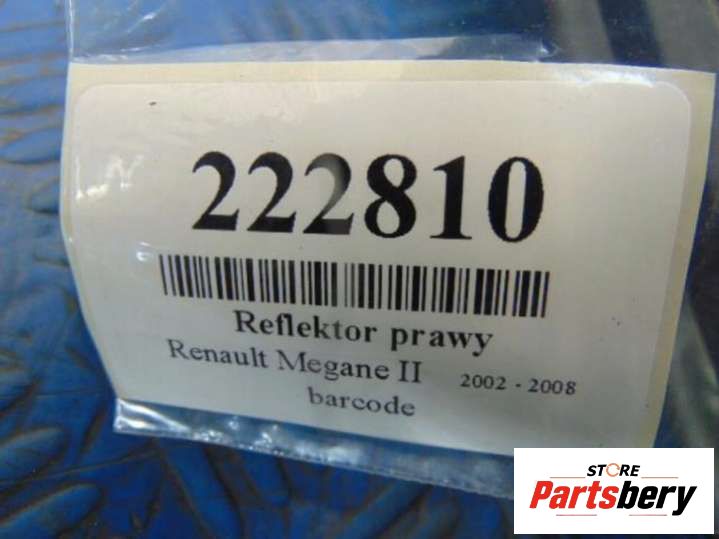 222810
Reflektor prawy
Renault Megane II 2002 - 2008
barcode
STORE
Partsbery